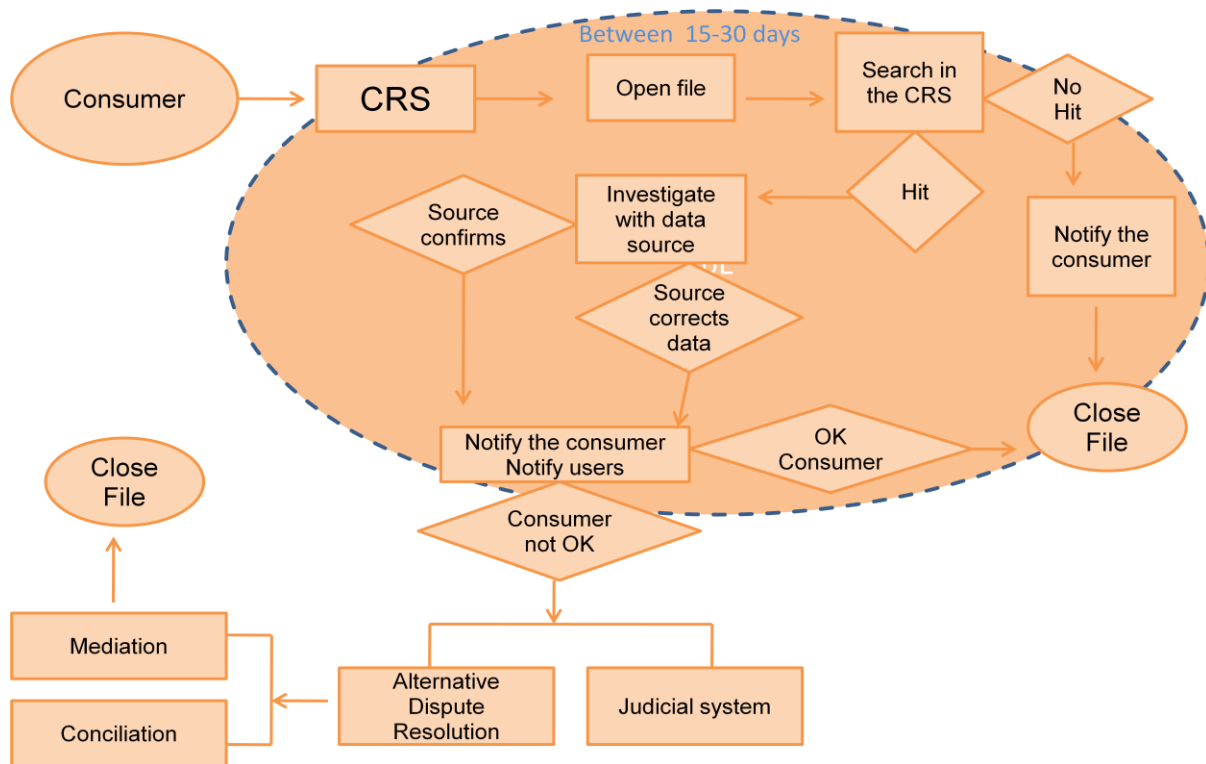 Between 15-30 days
Consumer
CRS
Open file
Search in
the CRS
No
Hit
Hit
Investigate
with data
source
Source
confirms
Notify the
consumer
Source
corrects
data
Close
File
Notify the consumer
Notify users
OK
Consumer
Close
File
Consumer
not OK
Mediation
Alternative
Dispute
Resolution
Judicial system
Conciliation